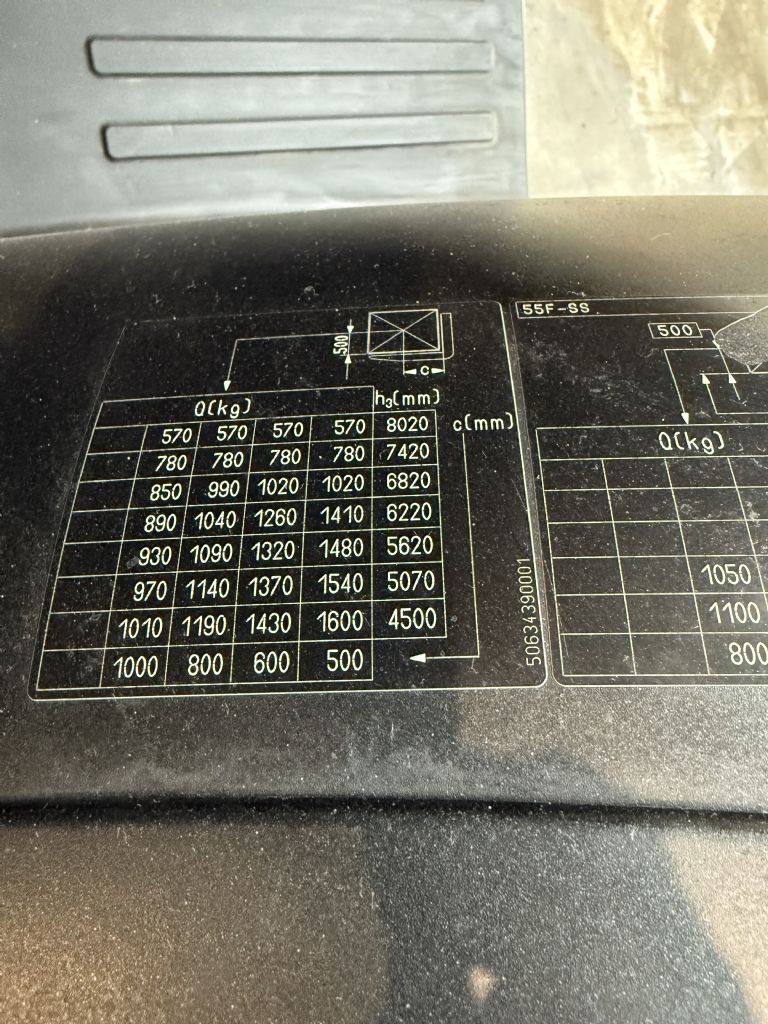 500
c
Q(kg) h₃(mm)
570 570 570 570 8020 c(mm)
780 780 780 780 7420
850 990 1020 1020 6820
890 1040 1260 1410 6220
930 1090 1320 1480 5620
970 1140 1370 1540 5070
1010 1190 1430 1600 4500
1000 800 600 500
50634390001
55F-SS
500
Q(kg)
1050
1100
800